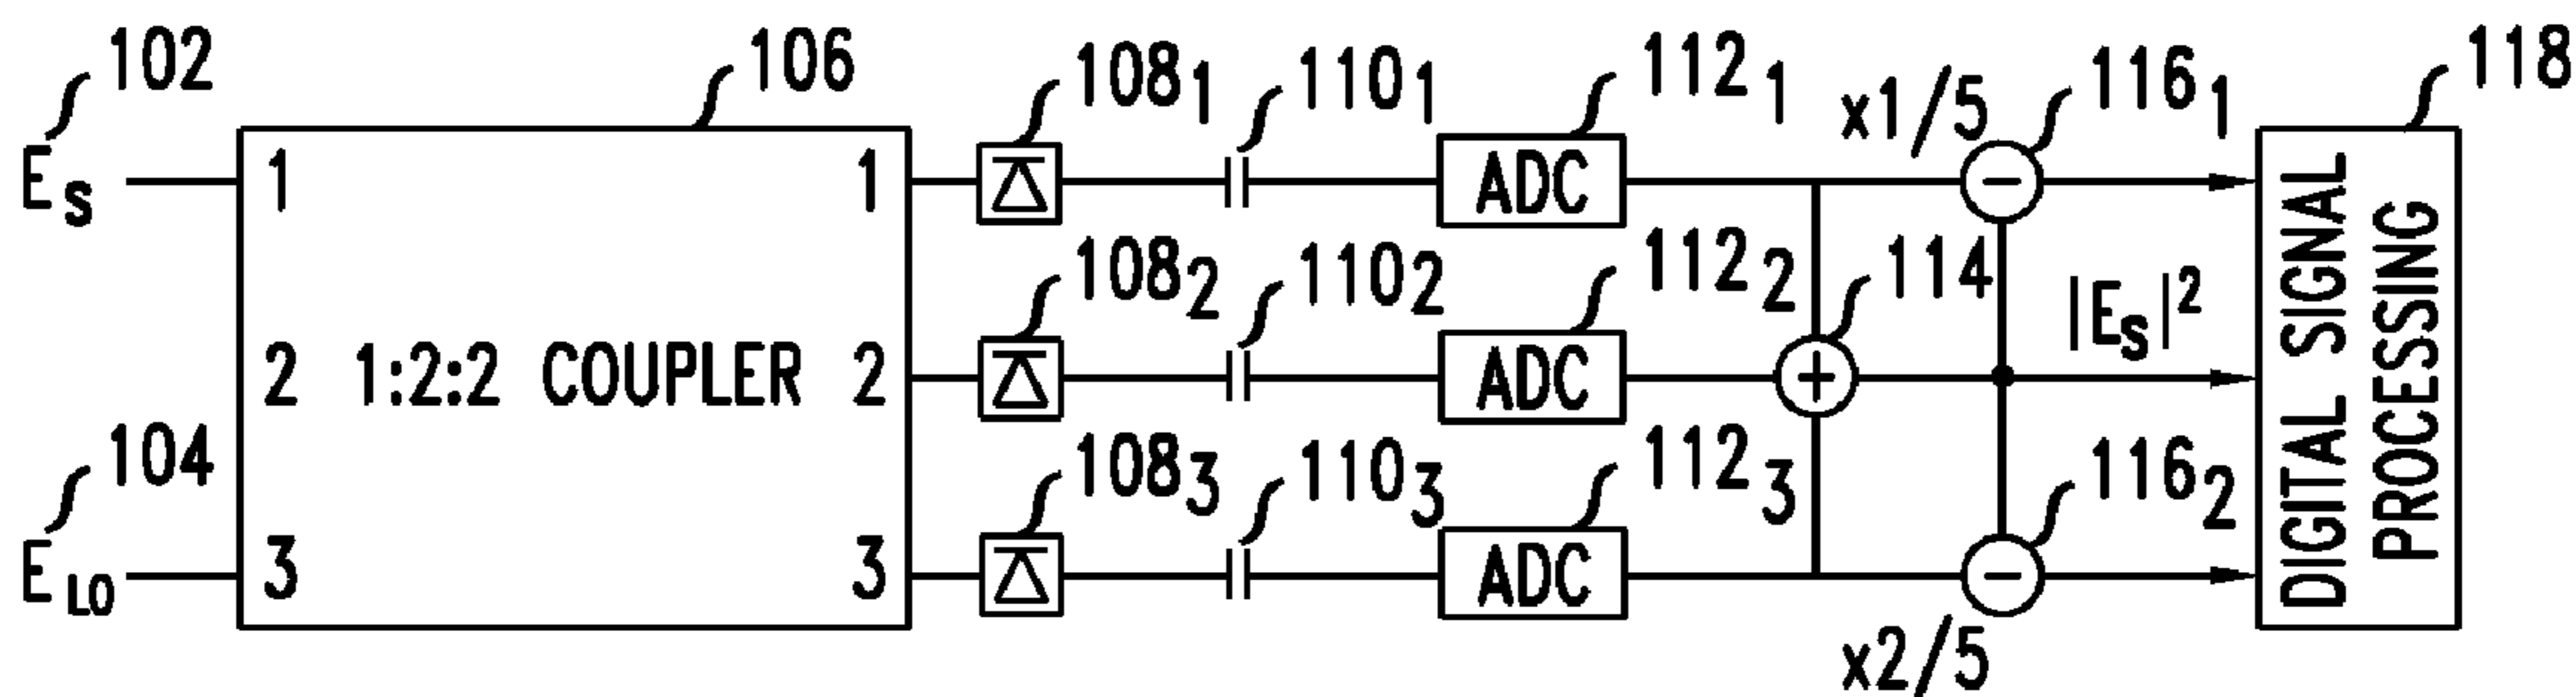 102 106 108₁ 110₁ 112₁ x1/5 116₁ 118
E_S 1 1 ADC
108₂ 110₂ 112₂ 114 |E_S|²
2 1:2:2 COUPLER 2 ADC
104 108₃ 110₃ 112₃ 116₂
E_LO 3 3 ADC
x2/5
DIGITAL SIGNAL
PROCESSING